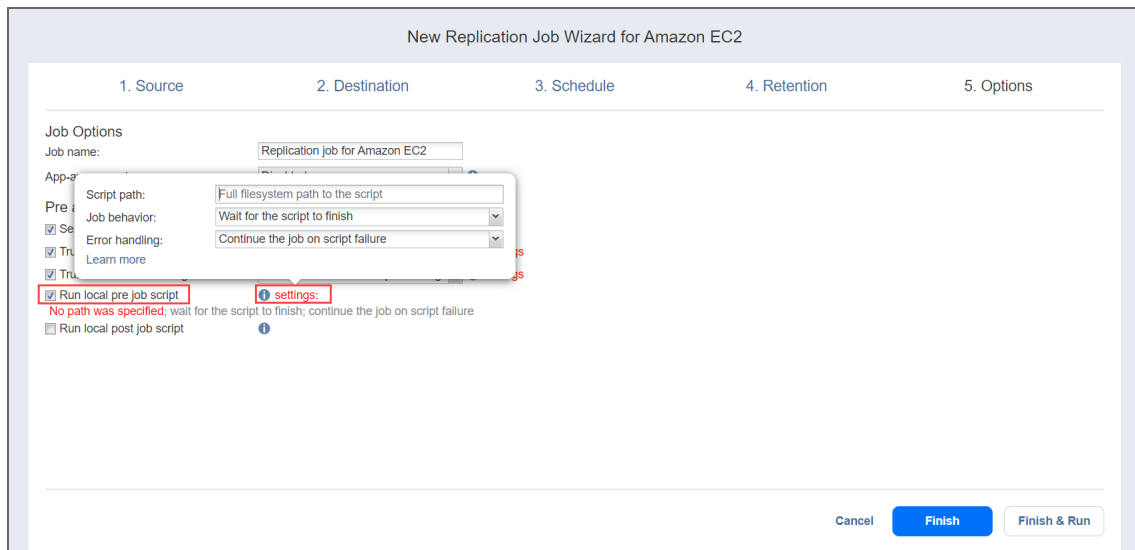 New Replication Job Wizard for Amazon EC2
1. Source 2. Destination 3. Schedule 4. Retention 5. Options
Job Options
Job name: Replication job for Amazon EC2
Script path: Full filesystem path to the script
Job behavior: Wait for the script to finish
Error handling: Continue the job on script failure
Learn more
Run local pre job script settings:
No path was specified; wait for the script to finish; continue the job on script failure
Run local post job script
Cancel Finish Finish & Run